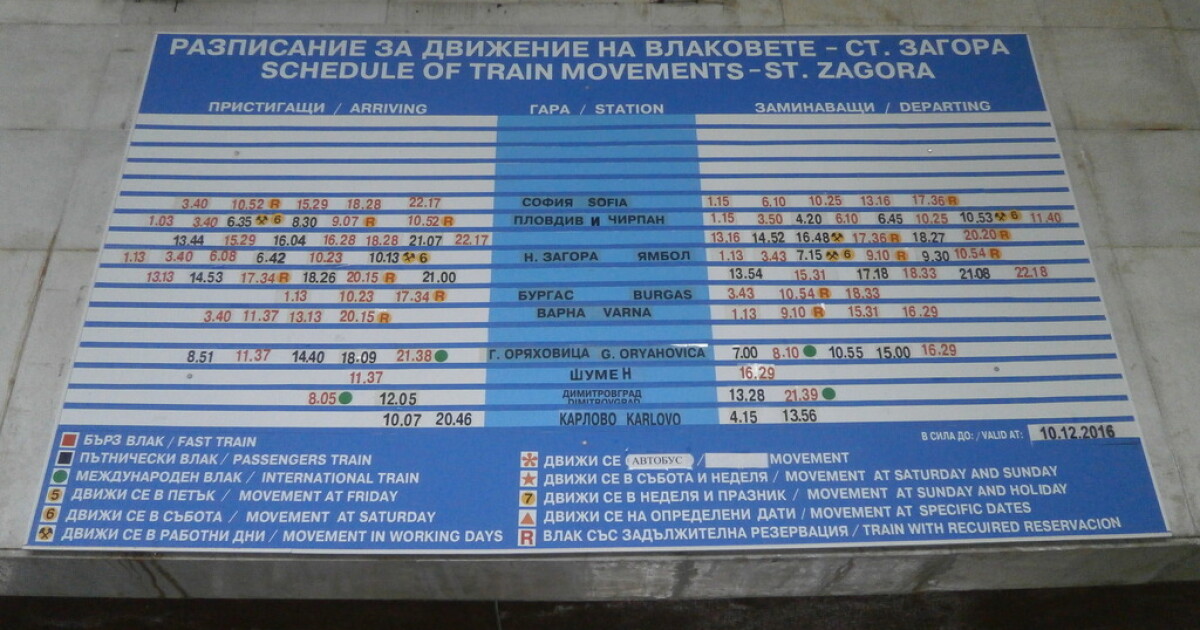 РАЗПИСАНИЕ ЗА ДВИЖЕНИЕ НА ВЛАКОВЕТЕ - СТ. ЗАГОРА
SCHEDULE OF TRAIN MOVEMENTS - ST. ZAGORA
ПРИСТИГАЩИ / ARRIVING ГАРА / STATION ЗАМИНАВАЩИ / DEPARTING
3.40 10.52 R 15.29 18.28 22.17 СОФИЯ SOFIA 1.15 6.10 10.25 13.16 17.36 R
1.03 3.40 6.35 6 8.30 9.07 R 10.52 R ПЛОВДИВ И ЧИРПАН 1.15 3.50 4.20 6.10 6.45 10.25 10.53 6 11.40
13.44 15.29 16.04 16.28 18.28 21.07 22.17 13.16 14.52 16.48 17.36 R 18.27 20.20 R
1.13 3.40 6.08 6.42 10.23 10.13 6 Н. ЗАГОРА ЯМБОЛ 1.13 3.43 7.15 6 9.10 R 9.30 10.54 R
13.13 14.53 17.34 R 18.26 20.15 R 21.00 13.54 15.31 17.18 18.33 21.08 22.18
1.13 10.23 17.34 R БУРГАС BURGAS 3.43 10.54 R 18.33
3.40 11.37 13.13 20.15 R ВАРНА VARNA 1.13 9.10 R 15.31 16.29
8.51 11.37 14.40 18.09 21.38 Г. ОРЯХОВИЦА G. ORYAHOVICA 7.00 8.10 10.55 15.00 16.29
11.37 ШУМЕН 16.29
8.05 12.05 ДИМИТРОВГРАД DIMITROVGRAD 13.28 21.39
10.07 20.46 КАРЛОВО KARLOVO 4.15 13.56
В СИЛА ДО: / VALID AT: 10.12.2016
БЪРЗ ВЛАК / FAST TRAIN
ПЪТНИЧЕСКИ ВЛАК / PASSENGERS TRAIN
МЕЖДУНАРОДЕН ВЛАК / INTERNATIONAL TRAIN
5 ДВИЖИ СЕ В ПЕТЪК / MOVEMENT AT FRIDAY
6 ДВИЖИ СЕ В СЪБОТА / MOVEMENT AT SATURDAY
ДВИЖИ СЕ В РАБОТНИ ДНИ / MOVEMENT IN WORKING DAYS
ДВИЖИ СЕ АВТОБУС / MOVEMENT
ДВИЖИ СЕ В СЪБОТА И НЕДЕЛЯ / MOVEMENT AT SATURDAY AND SUNDAY
7 ДВИЖИ СЕ В НЕДЕЛЯ И ПРАЗНИК / MOVEMENT AT SUNDAY AND HOLIDAY
ДВИЖИ СЕ НА ОПРЕДЕЛЕНИ ДАТИ / MOVEMENT AT SPECIFIC DATES
R ВЛАК СЪС ЗАДЪЛЖИТЕЛНА РЕЗЕРВАЦИЯ / TRAIN WITH RECUIRED RESERVACION